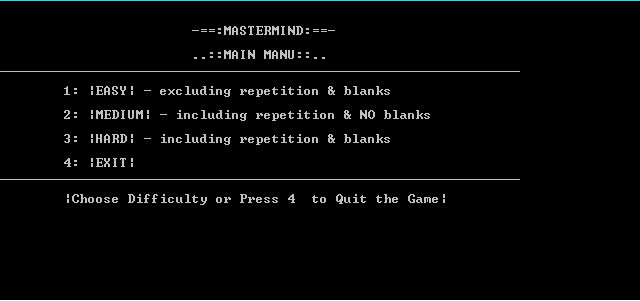 -==:MASTERMIND:==-
..::MAIN MANU::..
1: |EASY| - excluding repetition & blanks
2: |MEDIUM| - including repetition & NO blanks
3: |HARD| - including repetition & blanks
4: |EXIT|
|Choose Difficulty or Press 4  to Quit the Game|